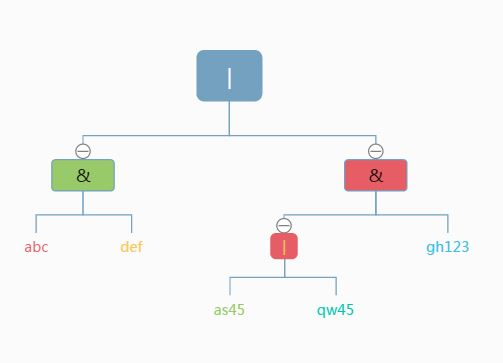 |
& &
abc def | gh123
as45 qw45